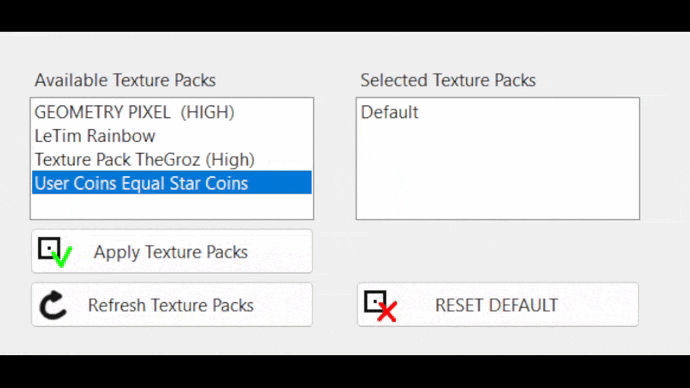 Available Texture Packs
GEOMETRY PIXEL  (HIGH)
LeTim Rainbow
Texture Pack TheGroz (High)
User Coins Equal Star Coins
Apply Texture Packs
Refresh Texture Packs
Selected Texture Packs
Default
RESET DEFAULT